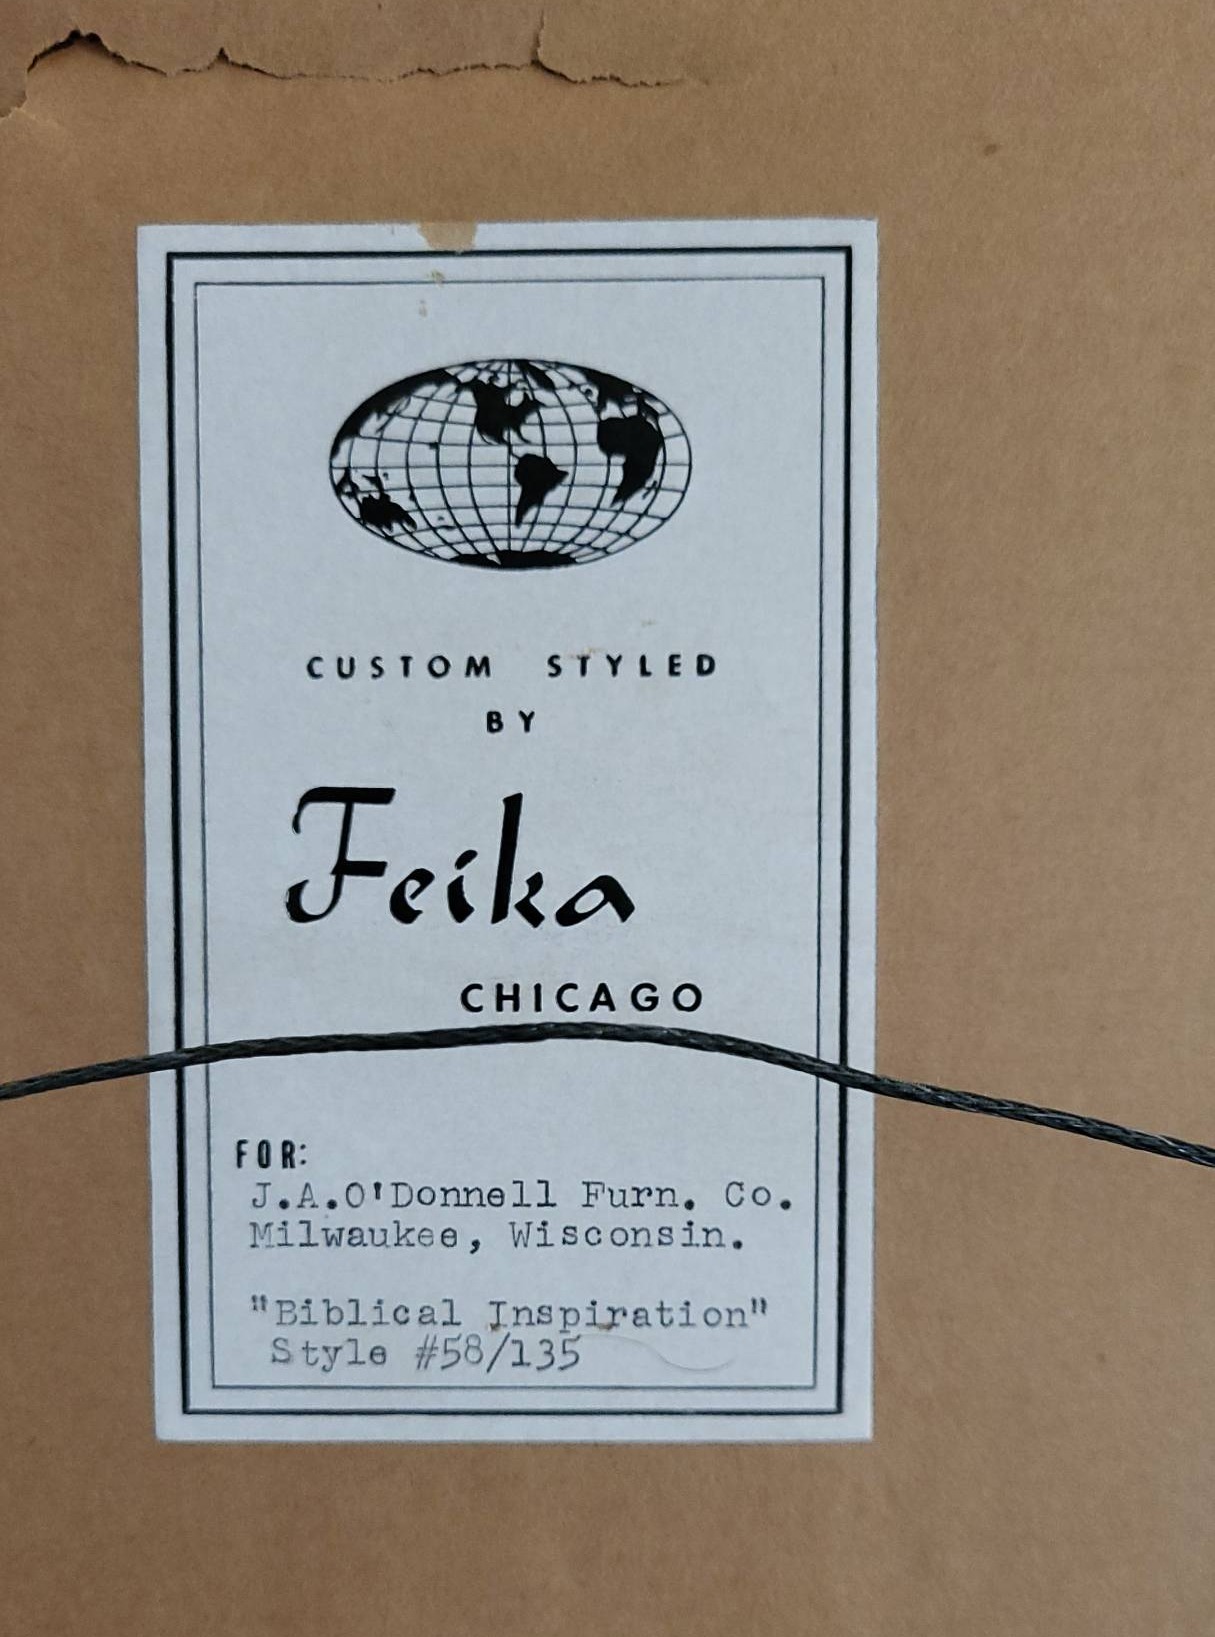 CUSTOM STYLED
BY
Feika
CHICAGO
FOR:
J.A.O'Donnell Furn. Co.
Milwaukee, Wisconsin.
"Biblical Inspiration"
Style #58/135